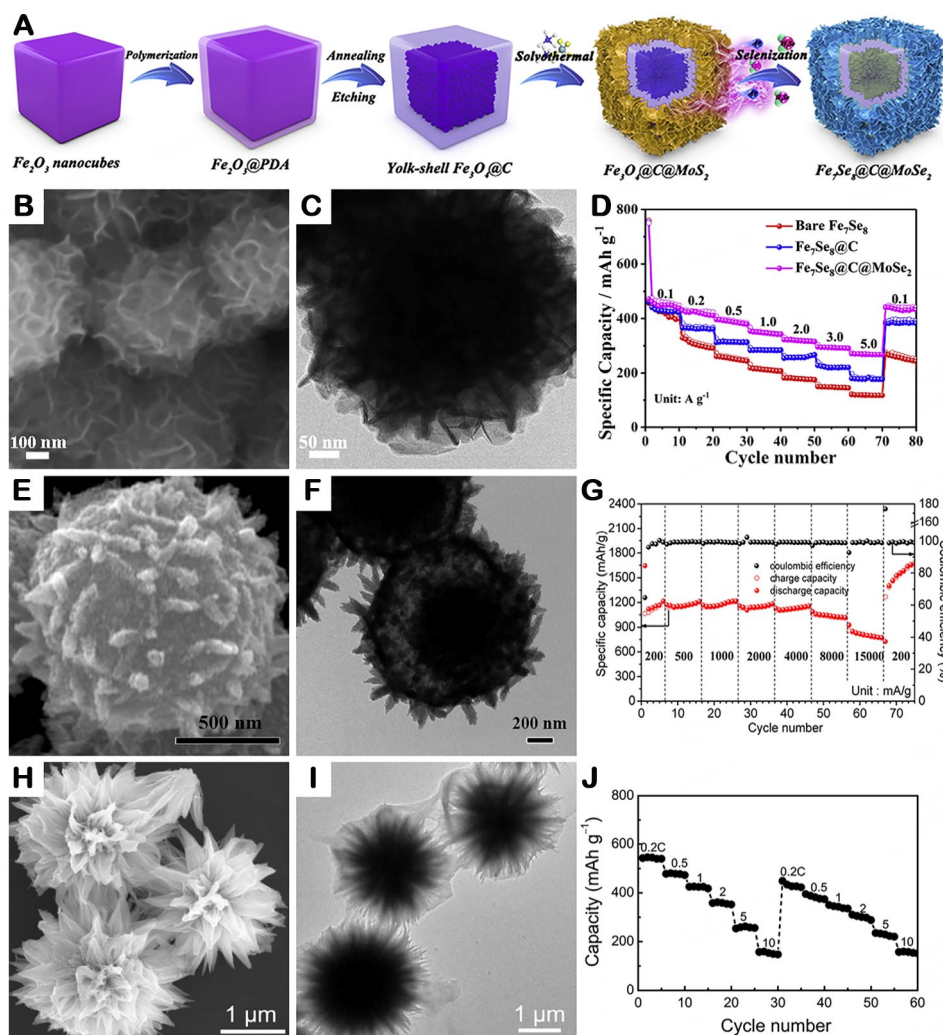 A
Polymerization
Annealing
Etching
Solvothermal
Selenization
Fe₂O₃ nanocubes
Fe₂O₃@PDA
Yolk-shell Fe₃O₄@C
Fe₃O₄@C@MoS₂
Fe₇Se₈@C@MoSe₂
B
100 nm
C
50 nm
D
Specific Capacity / mAh g⁻¹
800
600
400
200
0
Bare Fe₇Se₈
Fe₇Se₈@C
Fe₇Se₈@C@MoSe₂
0.1 0.2 0.5 1.0 2.0 3.0 5.0 0.1
Unit: A g⁻¹
0 10 20 30 40 50 60 70 80
Cycle number
E
500 nm
F
200 nm
G
Specific capacity (mAh/g)
2400
2100
1800
1500
1200
900
600
300
0
coulombic efficiency
charge capacity
discharge capacity
200 500 1000 2000 4000 8000 15000 200
Unit : mA/g
180
160
100
80
60
40
20
0
0 10 20 30 40 50 60 70
Cycle number
H
1 μm
I
1 μm
J
Capacity (mAh g⁻¹)
800
600
400
200
0
0.2C 0.5 1 2 5 10 0.2C 0.5 1 2 5 10
0 10 20 30 40 50 60
Cycle number